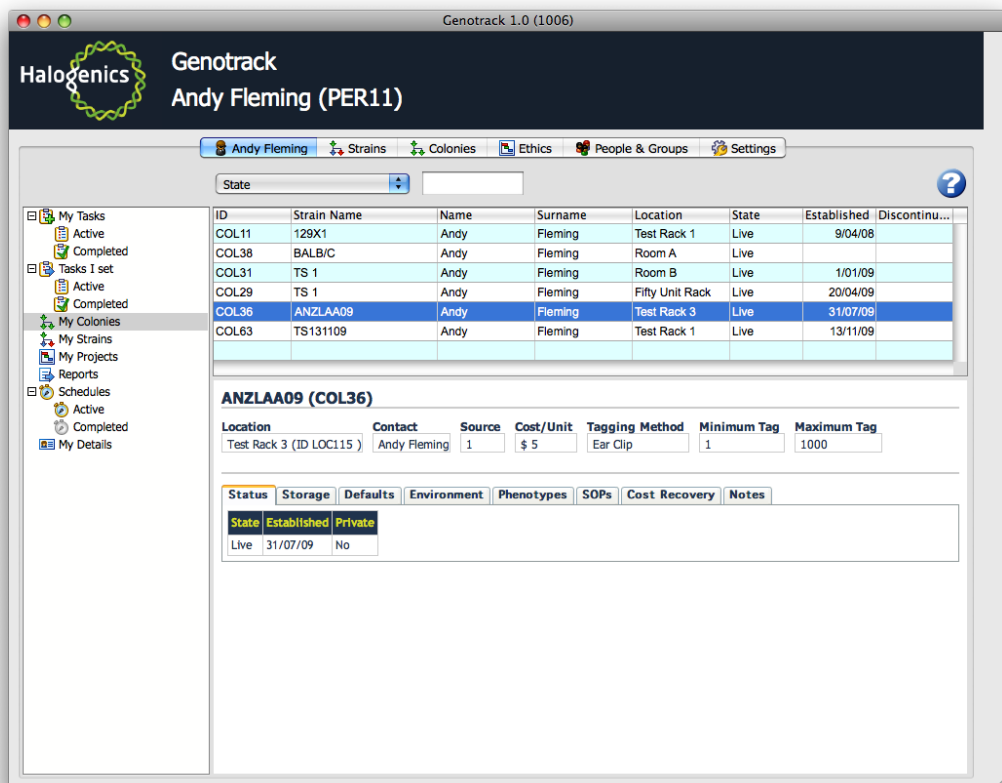 Genotrack 1.0 (1006)
Halogenics
Genotrack
Andy Fleming (PER11)
Andy Fleming Strains Colonies Ethics People & Groups Settings
State ?
My Tasks
Active
Completed
Tasks I set
Active
Completed
My Colonies
My Strains
My Projects
Reports
Schedules
Active
Completed
My Details
ID Strain Name Name Surname Location State Established Discontinu...
COL11 129X1 Andy Fleming Test Rack 1 Live 9/04/08
COL38 BALB/C Andy Fleming Room A Live
COL31 TS 1 Andy Fleming Room B Live 1/01/09
COL29 TS 1 Andy Fleming Fifty Unit Rack Live 20/04/09
COL36 ANZLAA09 Andy Fleming Test Rack 3 Live 31/07/09
COL63 TS131109 Andy Fleming Test Rack 1 Live 13/11/09
ANZLAA09 (COL36)
Location Contact Source Cost/Unit Tagging Method Minimum Tag Maximum Tag
Test Rack 3 (ID LOC115 ) Andy Fleming 1 $ 5 Ear Clip 1 1000
Status Storage Defaults Environment Phenotypes SOPs Cost Recovery Notes
State Established Private
Live 31/07/09 No